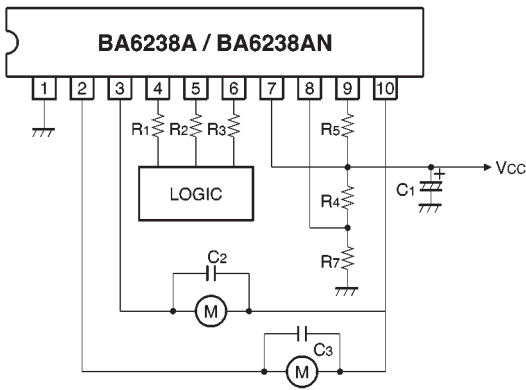 BA6238A / BA6238AN
1 2 3 4 5 6 7 8 9 10
R1 R2 R3 R5
LOGIC
VCC
+
C1
R4
R7
C2
M
C3
M